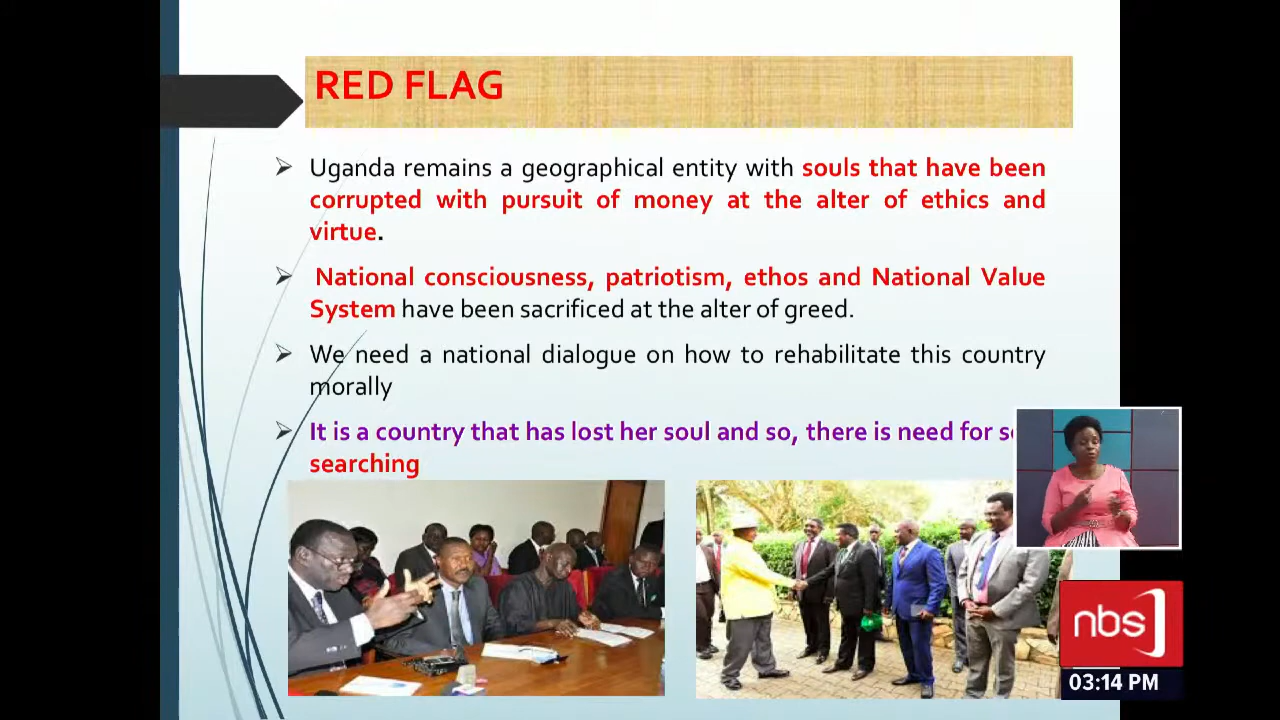 RED FLAG
Uganda remains a geographical entity with souls that have been
corrupted with pursuit of money at the alter of ethics and
virtue.
National consciousness, patriotism, ethos and National Value
System have been sacrificed at the alter of greed.
We need a national dialogue on how to rehabilitate this country
morally
It is a country that has lost her soul and so, there is need for
searching
nbs
03:14 PM